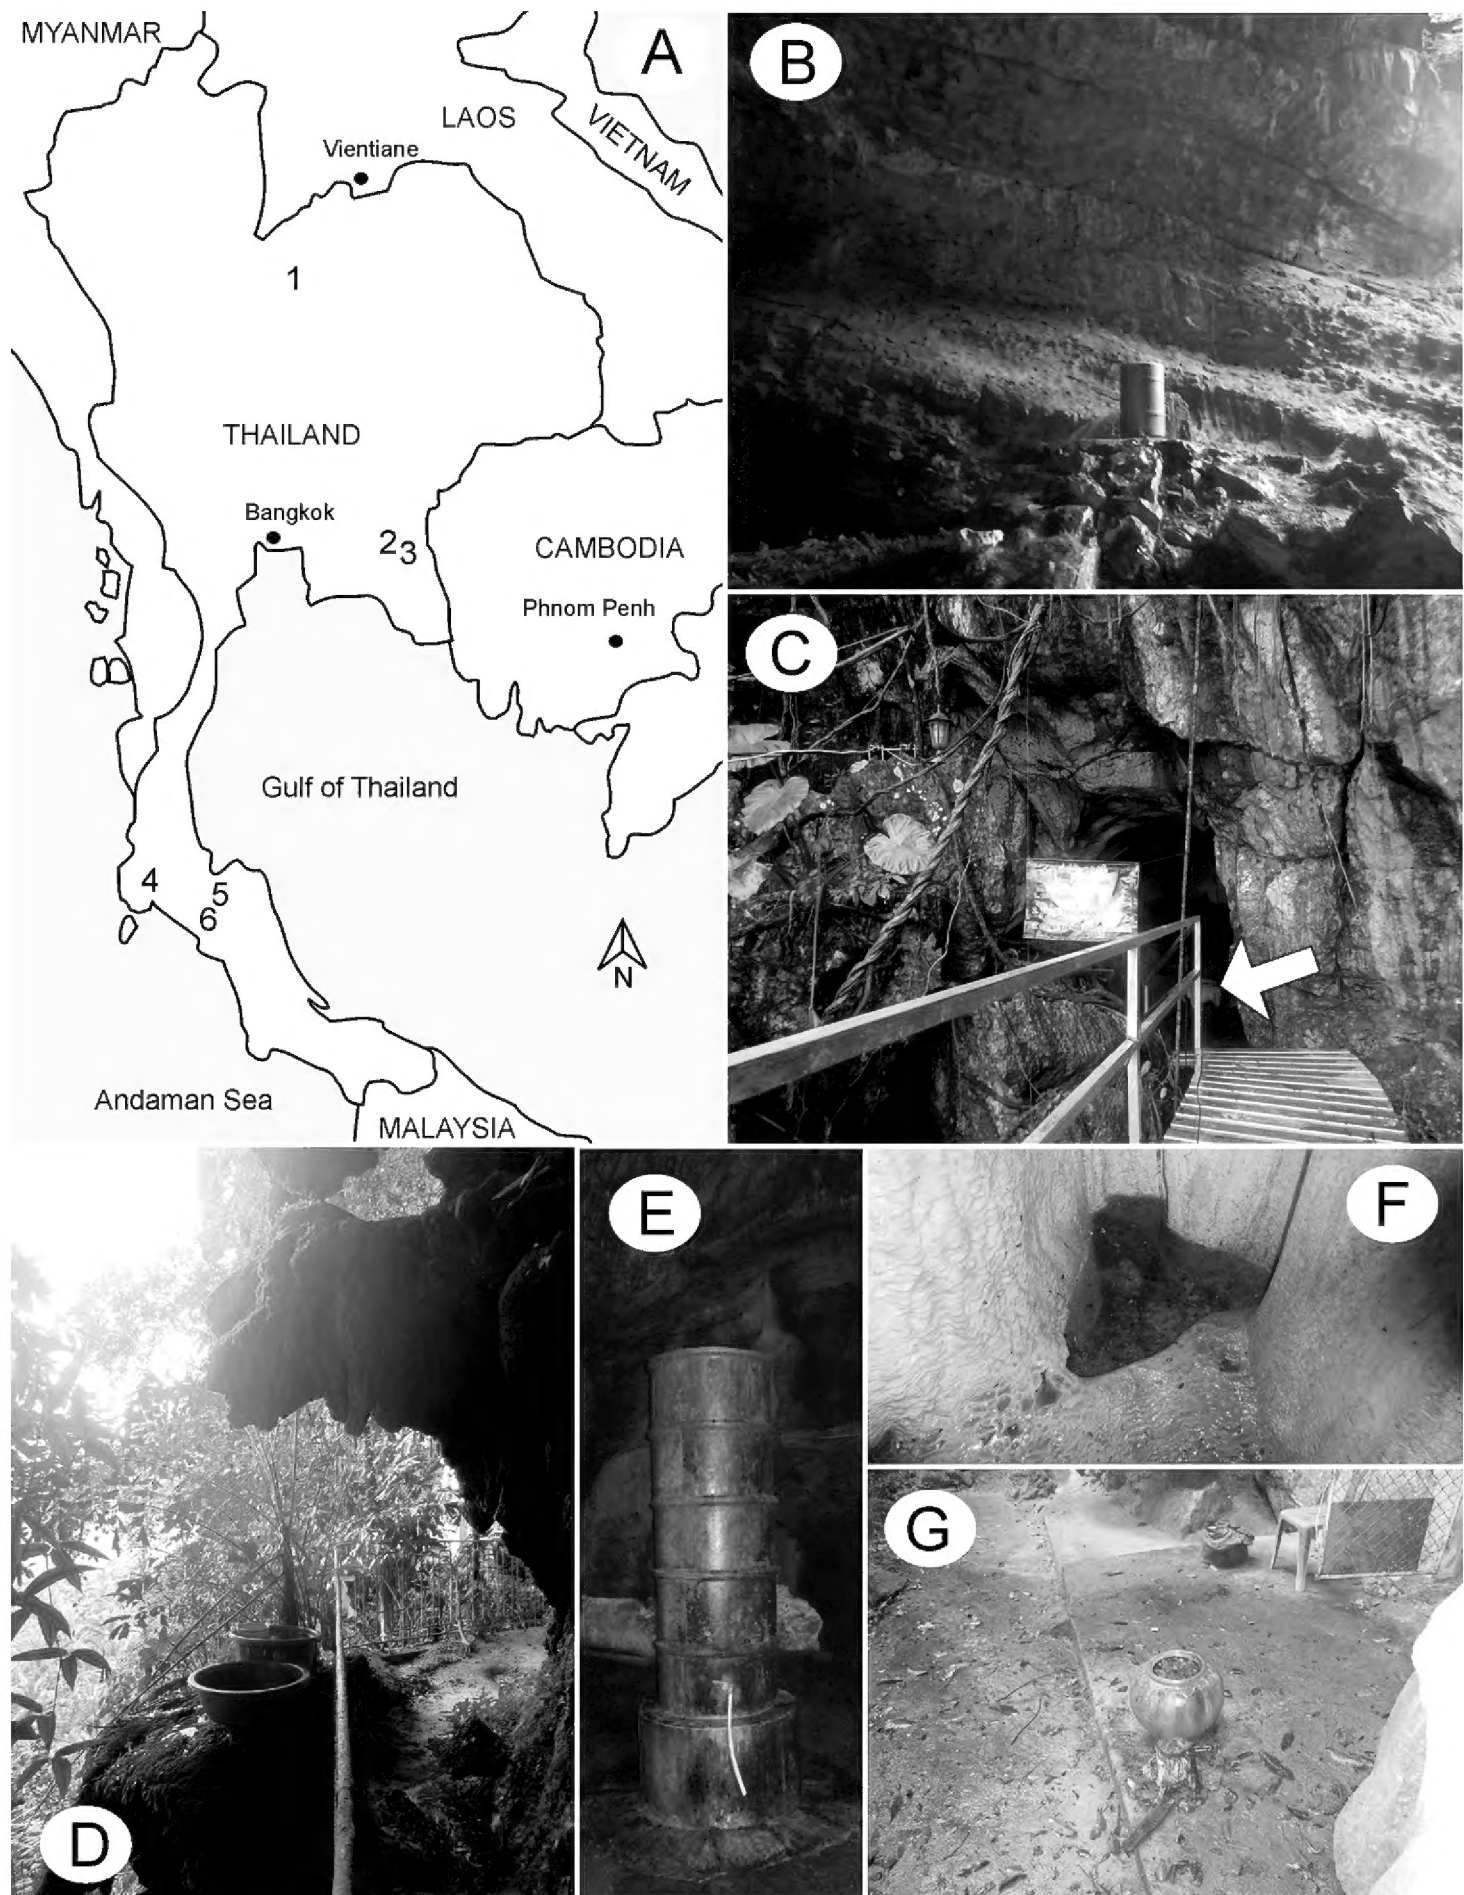 MYANMAR
A
LAOS
VIETNAM
Vientiane
1
THAILAND
Bangkok
2
3
CAMBODIA
Phnom Penh
Gulf of Thailand
4
5
6
N
Andaman Sea
MALAYSIA
B
C
D
E
F
G